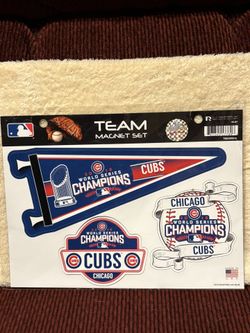 TEAM
MAGNET SET
WORLD SERIES
CHAMPIONS
CUBS
CHICAGO
WORLD SERIES
CHAMPIONS
CUBS
WORLD SERIES
CHAMPIONS
CUBS
CHICAGO